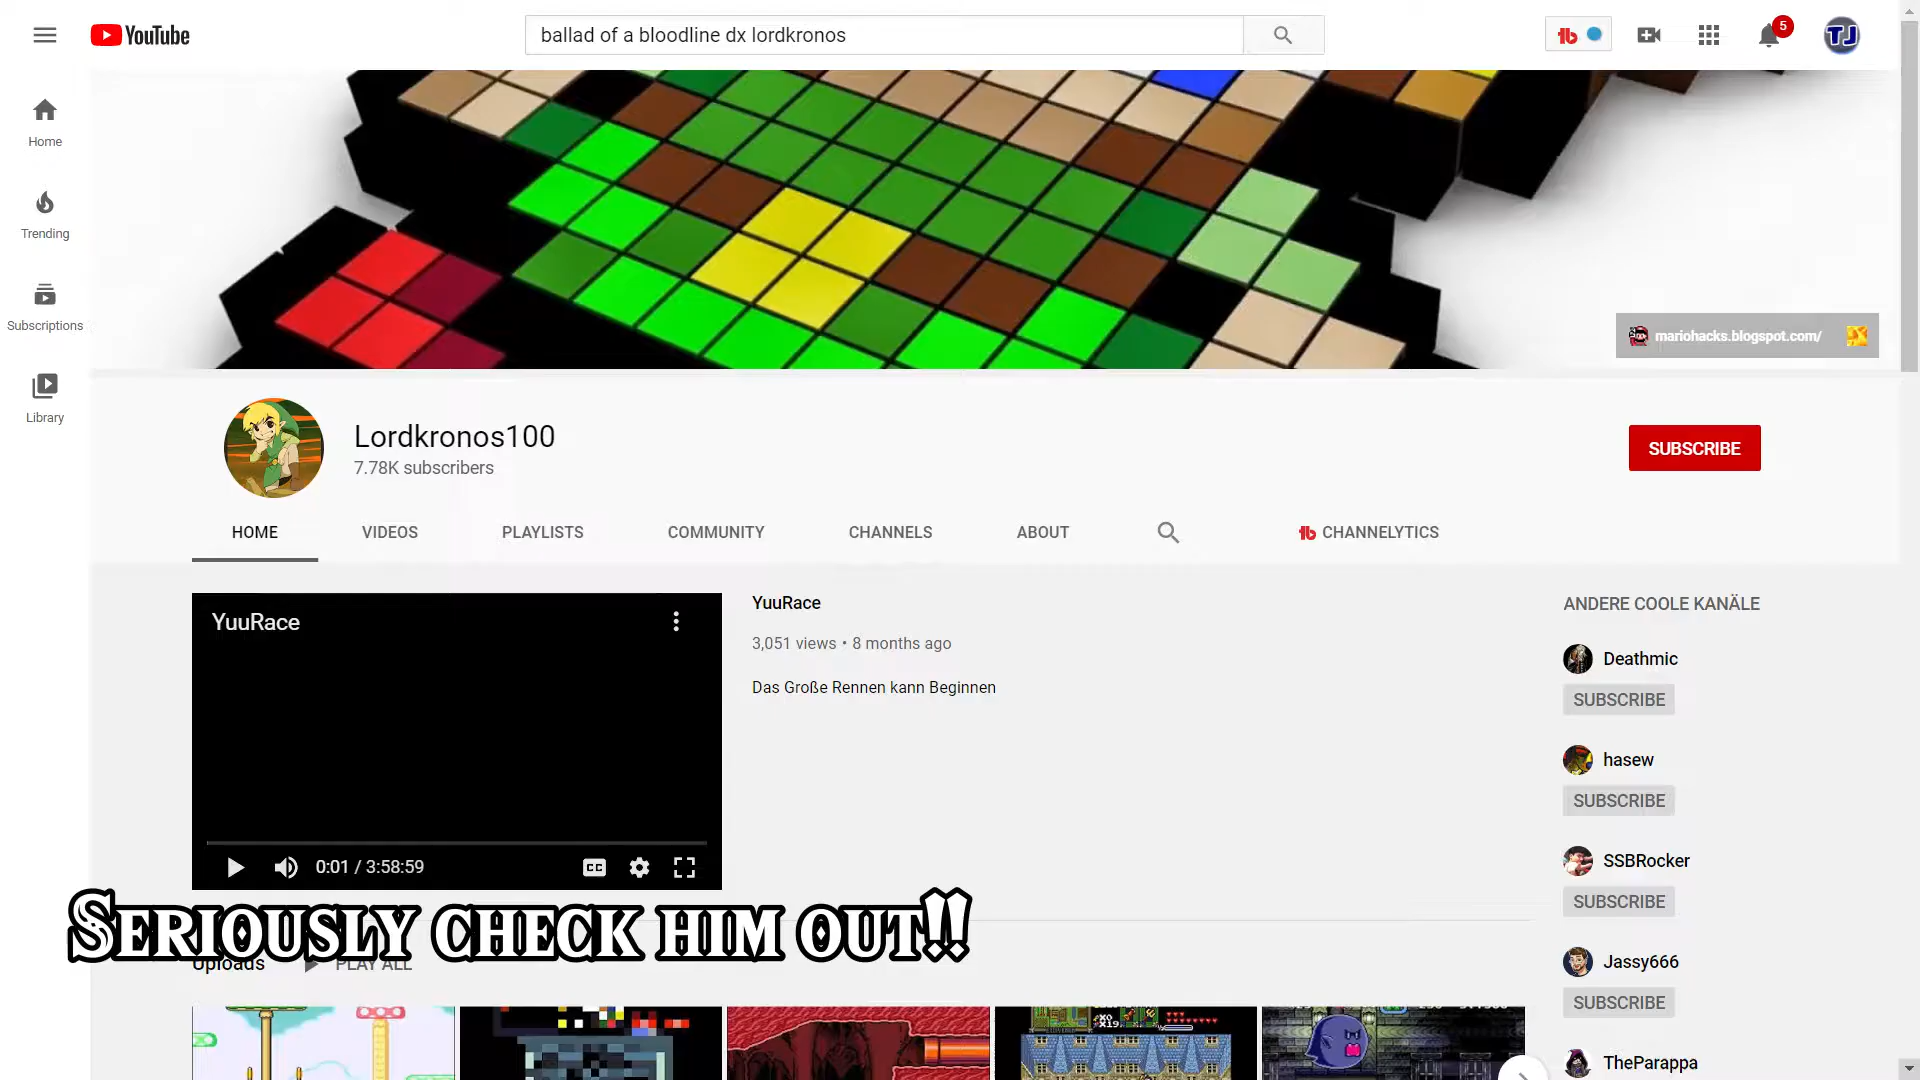 YouTube
ballad of a bloodline dx lordkronos
5
TJ
Home
Trending
Subscriptions
Library
mariohacks.blogspot.com/
Lordkronos100
7.78K subscribers
SUBSCRIBE
HOME VIDEOS PLAYLISTS COMMUNITY CHANNELS ABOUT CHANNELYTICS
YuuRace
0:01 / 3:58:59
CC
YuuRace
3,051 views • 8 months ago
Das Große Rennen kann Beginnen
ANDERE COOLE KANÄLE
Deathmic
SUBSCRIBE
hasew
SUBSCRIBE
SSBRocker
SUBSCRIBE
Jassy666
SUBSCRIBE
TheParappa
Seriously check him out!!
Uploads PLAY ALL